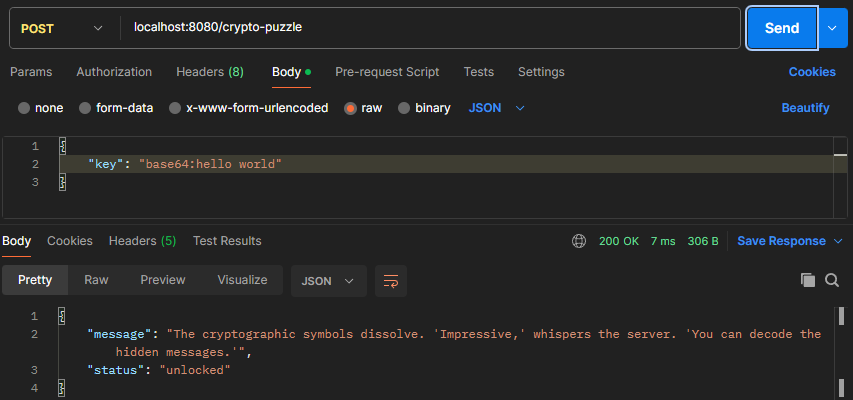 POST localhost:8080/crypto-puzzle Send
Params Authorization Headers (8) Body Pre-request Script Tests Settings Cookies
none form-data x-www-form-urlencoded raw binary JSON Beautify
1 {
2 "key": "base64:hello world"
3 }
Body Cookies Headers (5) Test Results 200 OK 7 ms 306 B Save Response
Pretty Raw Preview Visualize JSON
1 {
2 "message": "The cryptographic symbols dissolve. 'Impressive,' whispers the server. 'You can decode the
hidden messages.'",
3 "status": "unlocked"
4 }